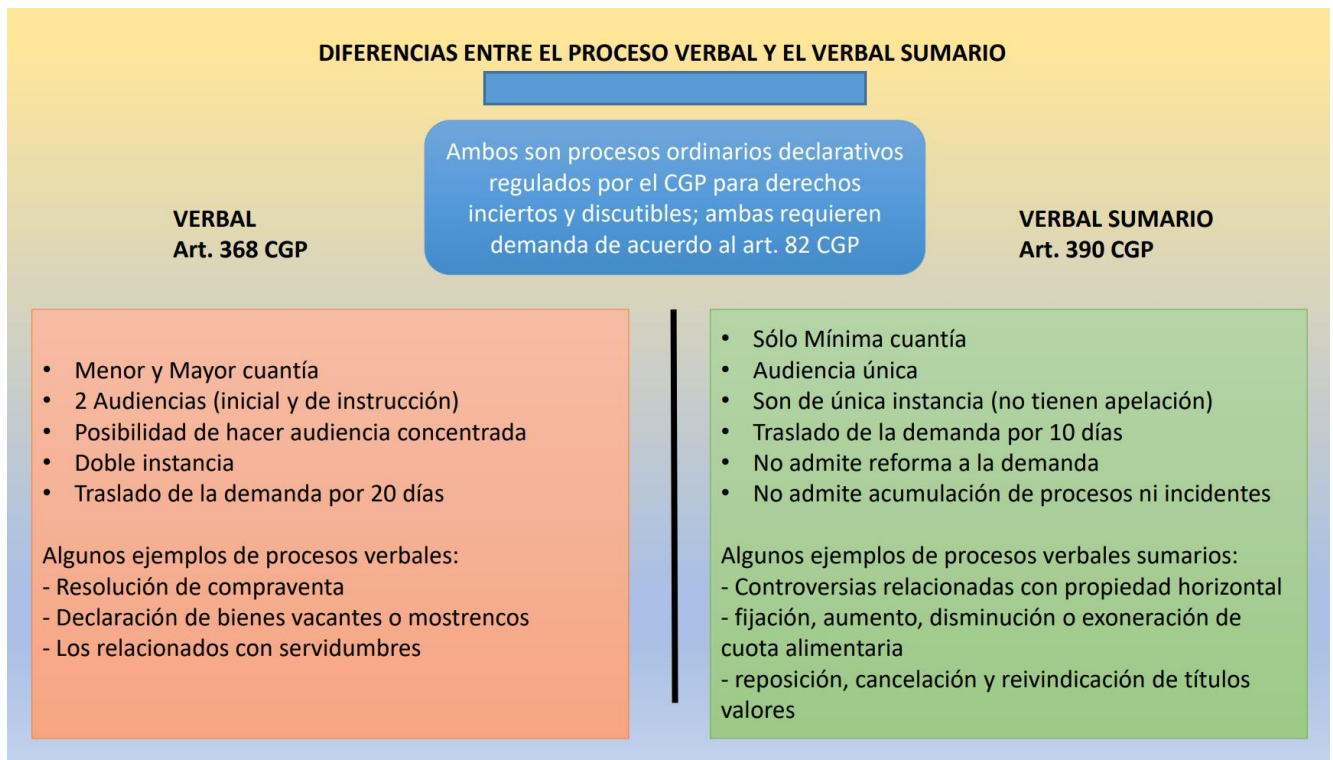 DIFERENCIAS ENTRE EL PROCESO VERBAL Y EL VERBAL SUMARIO
Ambos son procesos ordinarios declarativos
regulados por el CGP para derechos
inciertos y discutibles; ambas requieren
demanda de acuerdo al art. 82 CGP
VERBAL
Art. 368 CGP
VERBAL SUMARIO
Art. 390 CGP
• Menor y Mayor cuantía
• 2 Audiencias (inicial y de instrucción)
• Posibilidad de hacer audiencia concentrada
• Doble instancia
• Traslado de la demanda por 20 días
Algunos ejemplos de procesos verbales:
- Resolución de compraventa
- Declaración de bienes vacantes o mostrencos
- Los relacionados con servidumbres
• Sólo Mínima cuantía
• Audiencia única
• Son de única instancia (no tienen apelación)
• Traslado de la demanda por 10 días
• No admite reforma a la demanda
• No admite acumulación de procesos ni incidentes
Algunos ejemplos de procesos verbales sumarios:
- Controversias relacionadas con propiedad horizontal
- fijación, aumento, disminución o exoneración de
cuota alimentaria
- reposición, cancelación y reivindicación de títulos
valores